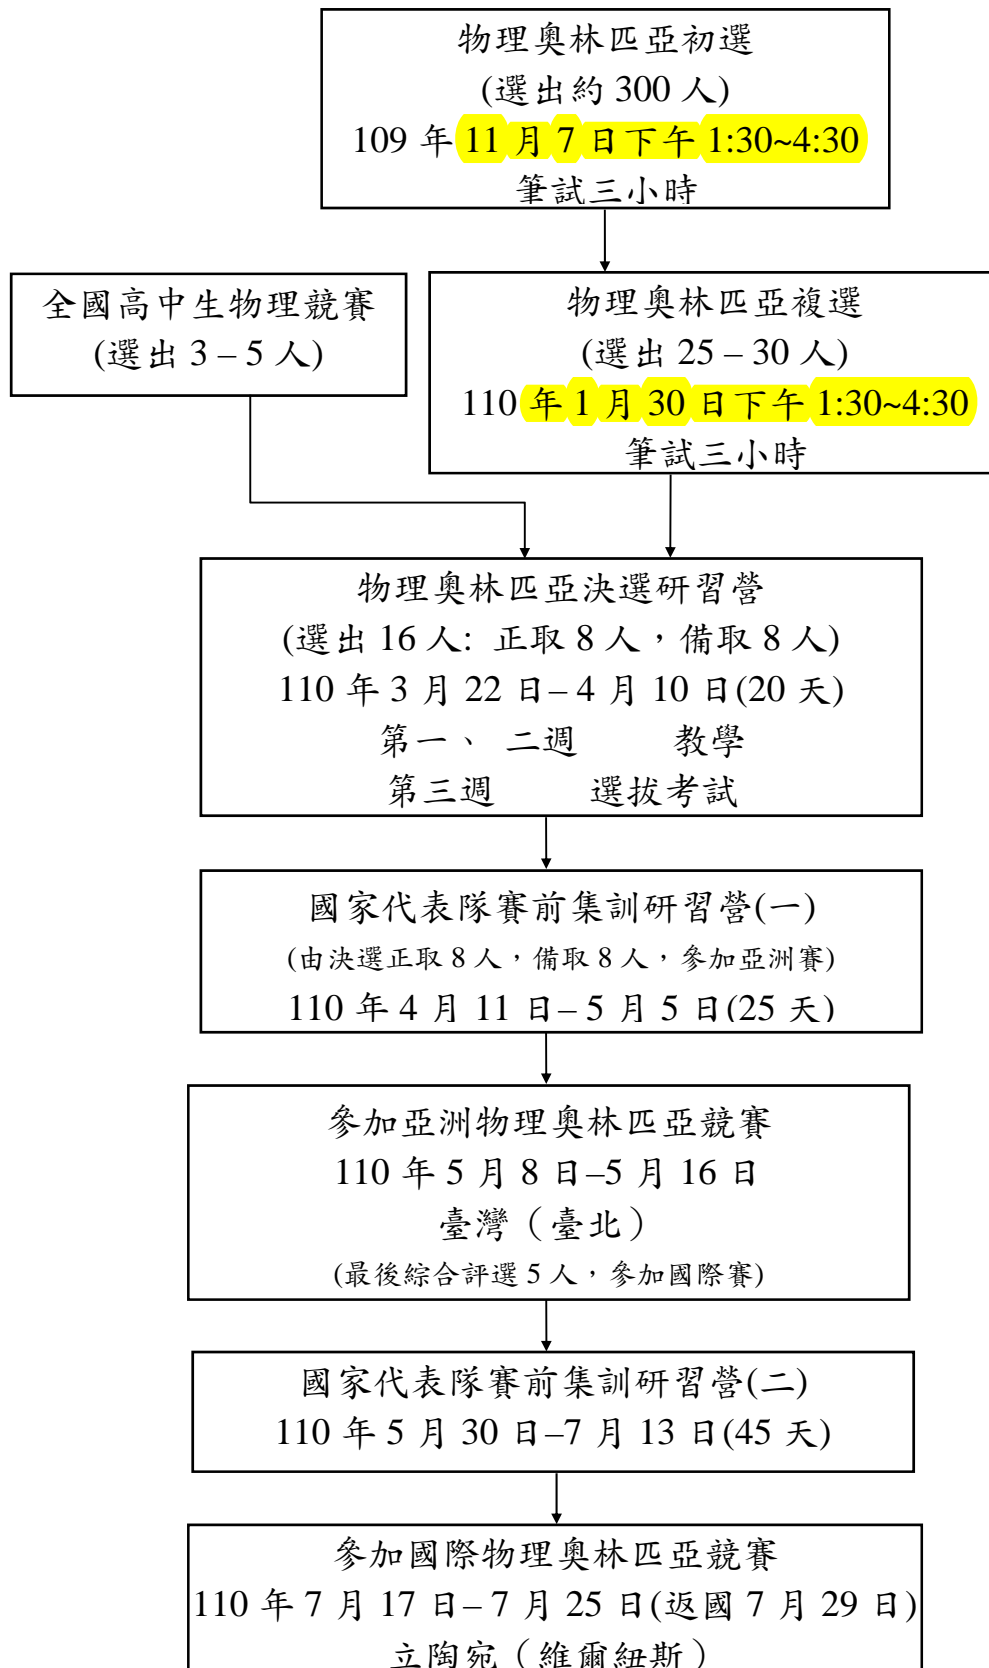 物理奧林匹亞初選
(選出約 300 人)
109 年 11 月 7 日下午 1:30~4:30
筆試三小時
全國高中生物理競賽
(選出 3 – 5 人)
物理奧林匹亞複選
(選出 25 – 30 人)
110 年 1 月 30 日下午 1:30~4:30
筆試三小時
物理奧林匹亞決選研習營
(選出 16 人: 正取 8 人，備取 8 人)
110 年 3 月 22 日– 4 月 10 日(20 天)
第一、 二週 教學
第三週 選拔考試
國家代表隊賽前集訓研習營(一)
(由決選正取 8 人，備取 8 人，參加亞洲賽)
110 年 4 月 11 日– 5 月 5 日(25 天)
參加亞洲物理奧林匹亞競賽
110 年 5 月 8 日–5 月 16 日
臺灣（臺北）
(最後綜合評選 5 人，參加國際賽)
國家代表隊賽前集訓研習營(二)
110 年 5 月 30 日–7 月 13 日(45 天)
參加國際物理奧林匹亞競賽
110 年 7 月 17 日– 7 月 25 日(返國 7 月 29 日)
立陶宛（維爾紐斯）